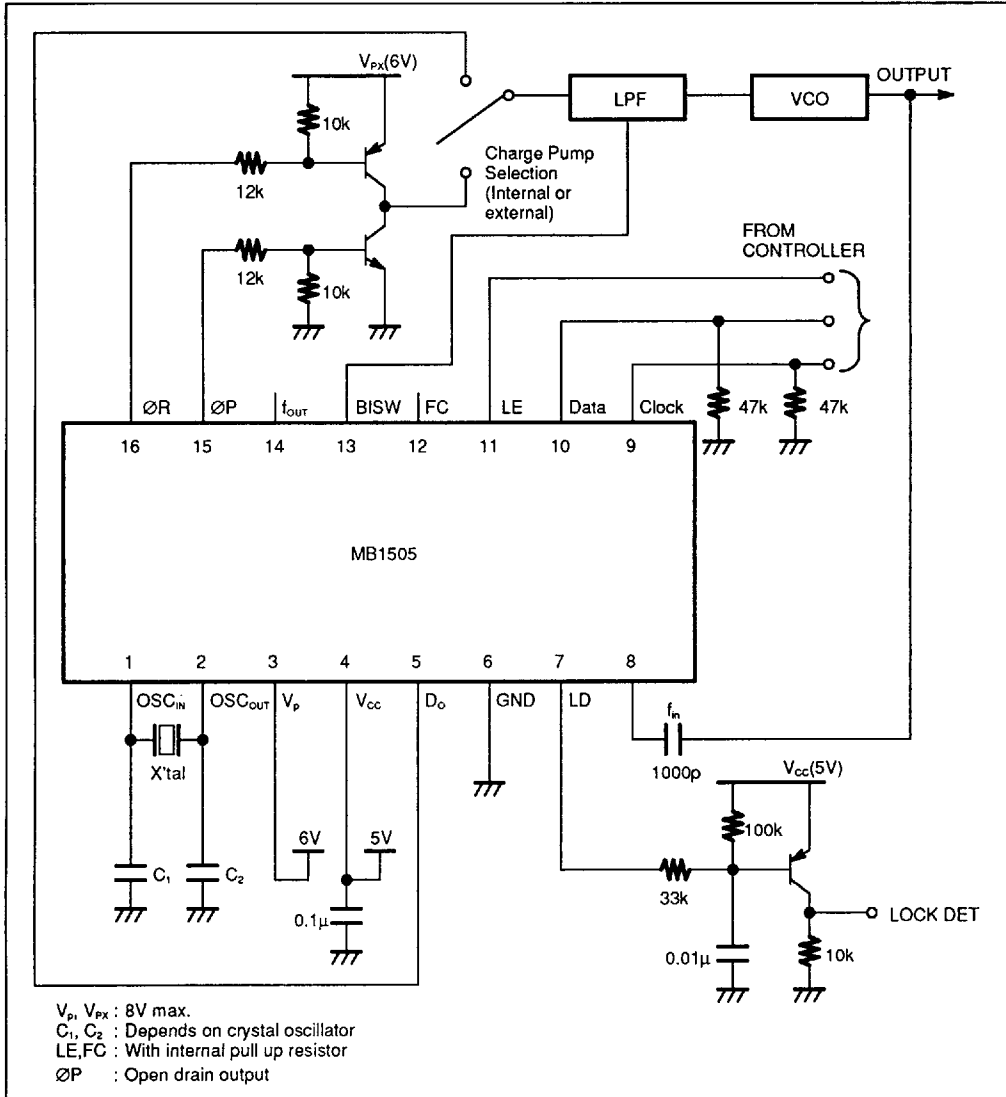 V_PX(6V)
OUTPUT
LPF
VCO
10k
12k
Charge Pump
Selection
(Internal or
external)
12k
10k
FROM
CONTROLLER
47k
47k
ØR
ØP
f_OUT
BISW
FC
LE
Data
Clock
16
15
14
13
12
11
10
9
MB1505
1
2
3
4
5
6
7
8
OSC_IN
OSC_OUT
V_p
V_CC
D_O
GND
LD
f_in
X'tal
1000p
V_CC(5V)
6V
5V
100k
C₁
C₂
33k
0.1µ
LOCK DET
0.01µ
10k
V_p, V_PX : 8V max.
C₁, C₂ : Depends on crystal oscillator
LE,FC : With internal pull up resistor
ØP : Open drain output